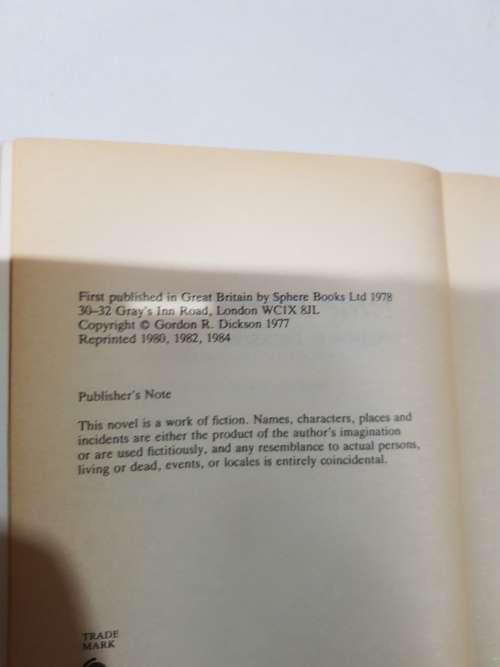 First published in Great Britain by Sphere Books Ltd 1978
30–32 Gray's Inn Road, London WC1X 8JL
Copyright © Gordon R. Dickson 1977
Reprinted 1980, 1982, 1984
Publisher's Note
This novel is a work of fiction. Names, characters, places and
incidents are either the product of the author's imagination
or are used fictitiously, and any resemblance to actual persons,
living or dead, events, or locales is entirely coincidental.
TRADE
MARK